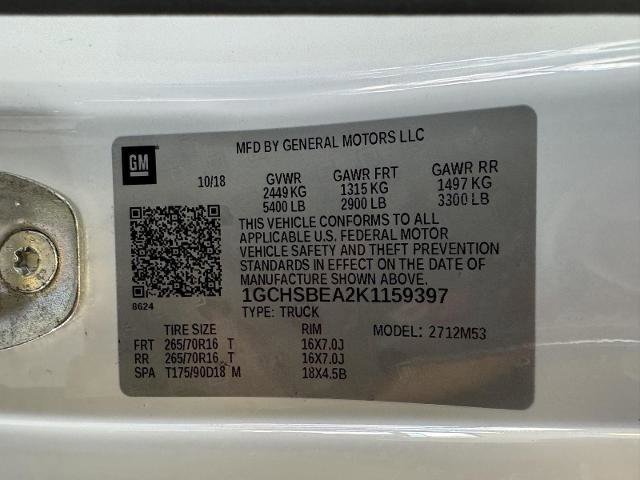 MFD BY GENERAL MOTORS LLC
GM
10/18
GVWR GAWR FRT GAWR RR
2449 KG 1315 KG 1497 KG
5400 LB 2900 LB 3300 LB
THIS VEHICLE CONFORMS TO ALL
APPLICABLE U.S. FEDERAL MOTOR
VEHICLE SAFETY AND THEFT PREVENTION
STANDARDS IN EFFECT ON THE DATE OF
MANUFACTURE SHOWN ABOVE.
8624
1GCHSBEA2K1159397
TYPE: TRUCK
MODEL: 2712M53
TIRE SIZE RIM
FRT 265/70R16 T 16X7.0J
RR 265/70R16 T 16X7.0J
SPA T175/90D18 M 18X4.5B